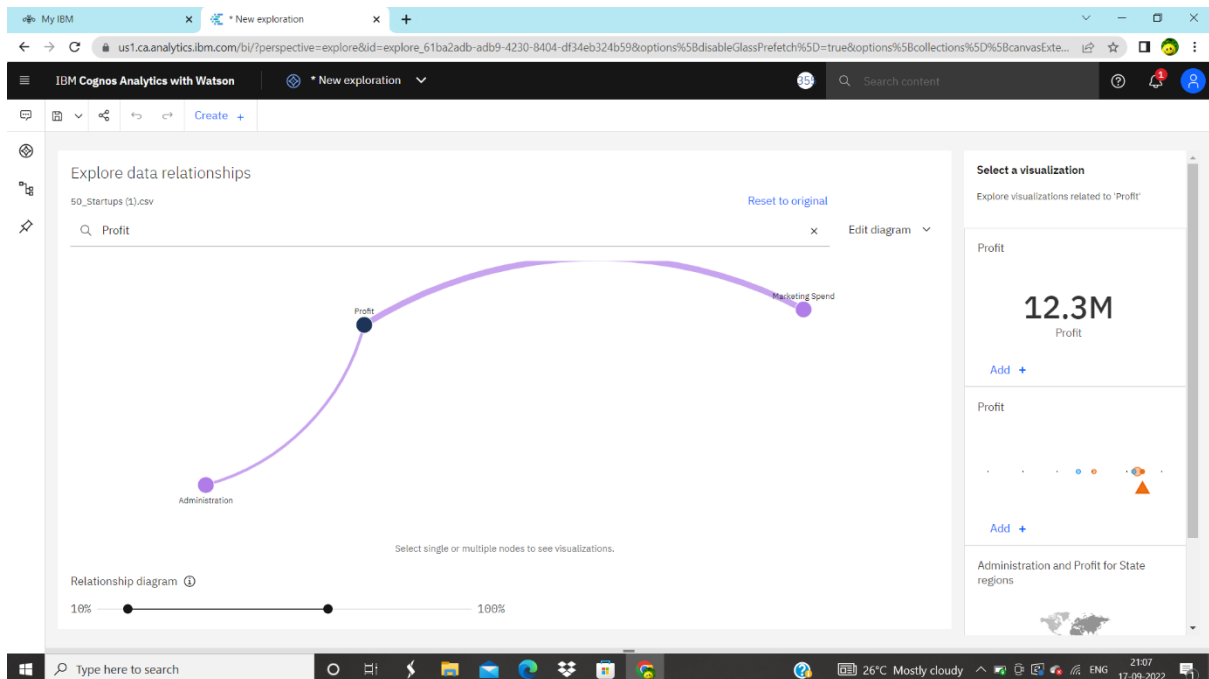 My IBM
* New exploration
us1.ca.analytics.ibm.com/bi/?perspective=explore&id=explore_61ba2adb-adb9-4230-8404-df34eb324b59&options%5BdisableGlassPrefetch%5D=true&options%5Bcollections%5D%5BcanvasExte...
IBM Cognos Analytics with Watson
* New exploration
Search content
1
Create +
Explore data relationships
50_Startups (1).csv
Reset to original
Profit
Edit diagram
Profit
Marketing Spend
Administration
Select single or multiple nodes to see visualizations.
Relationship diagram
10%
100%
Select a visualization
Explore visualizations related to 'Profit'
Profit
12.3M
Profit
Add +
Profit
Add +
Administration and Profit for State
regions
Type here to search
26°C Mostly cloudy
ENG
21:07
17-09-2022